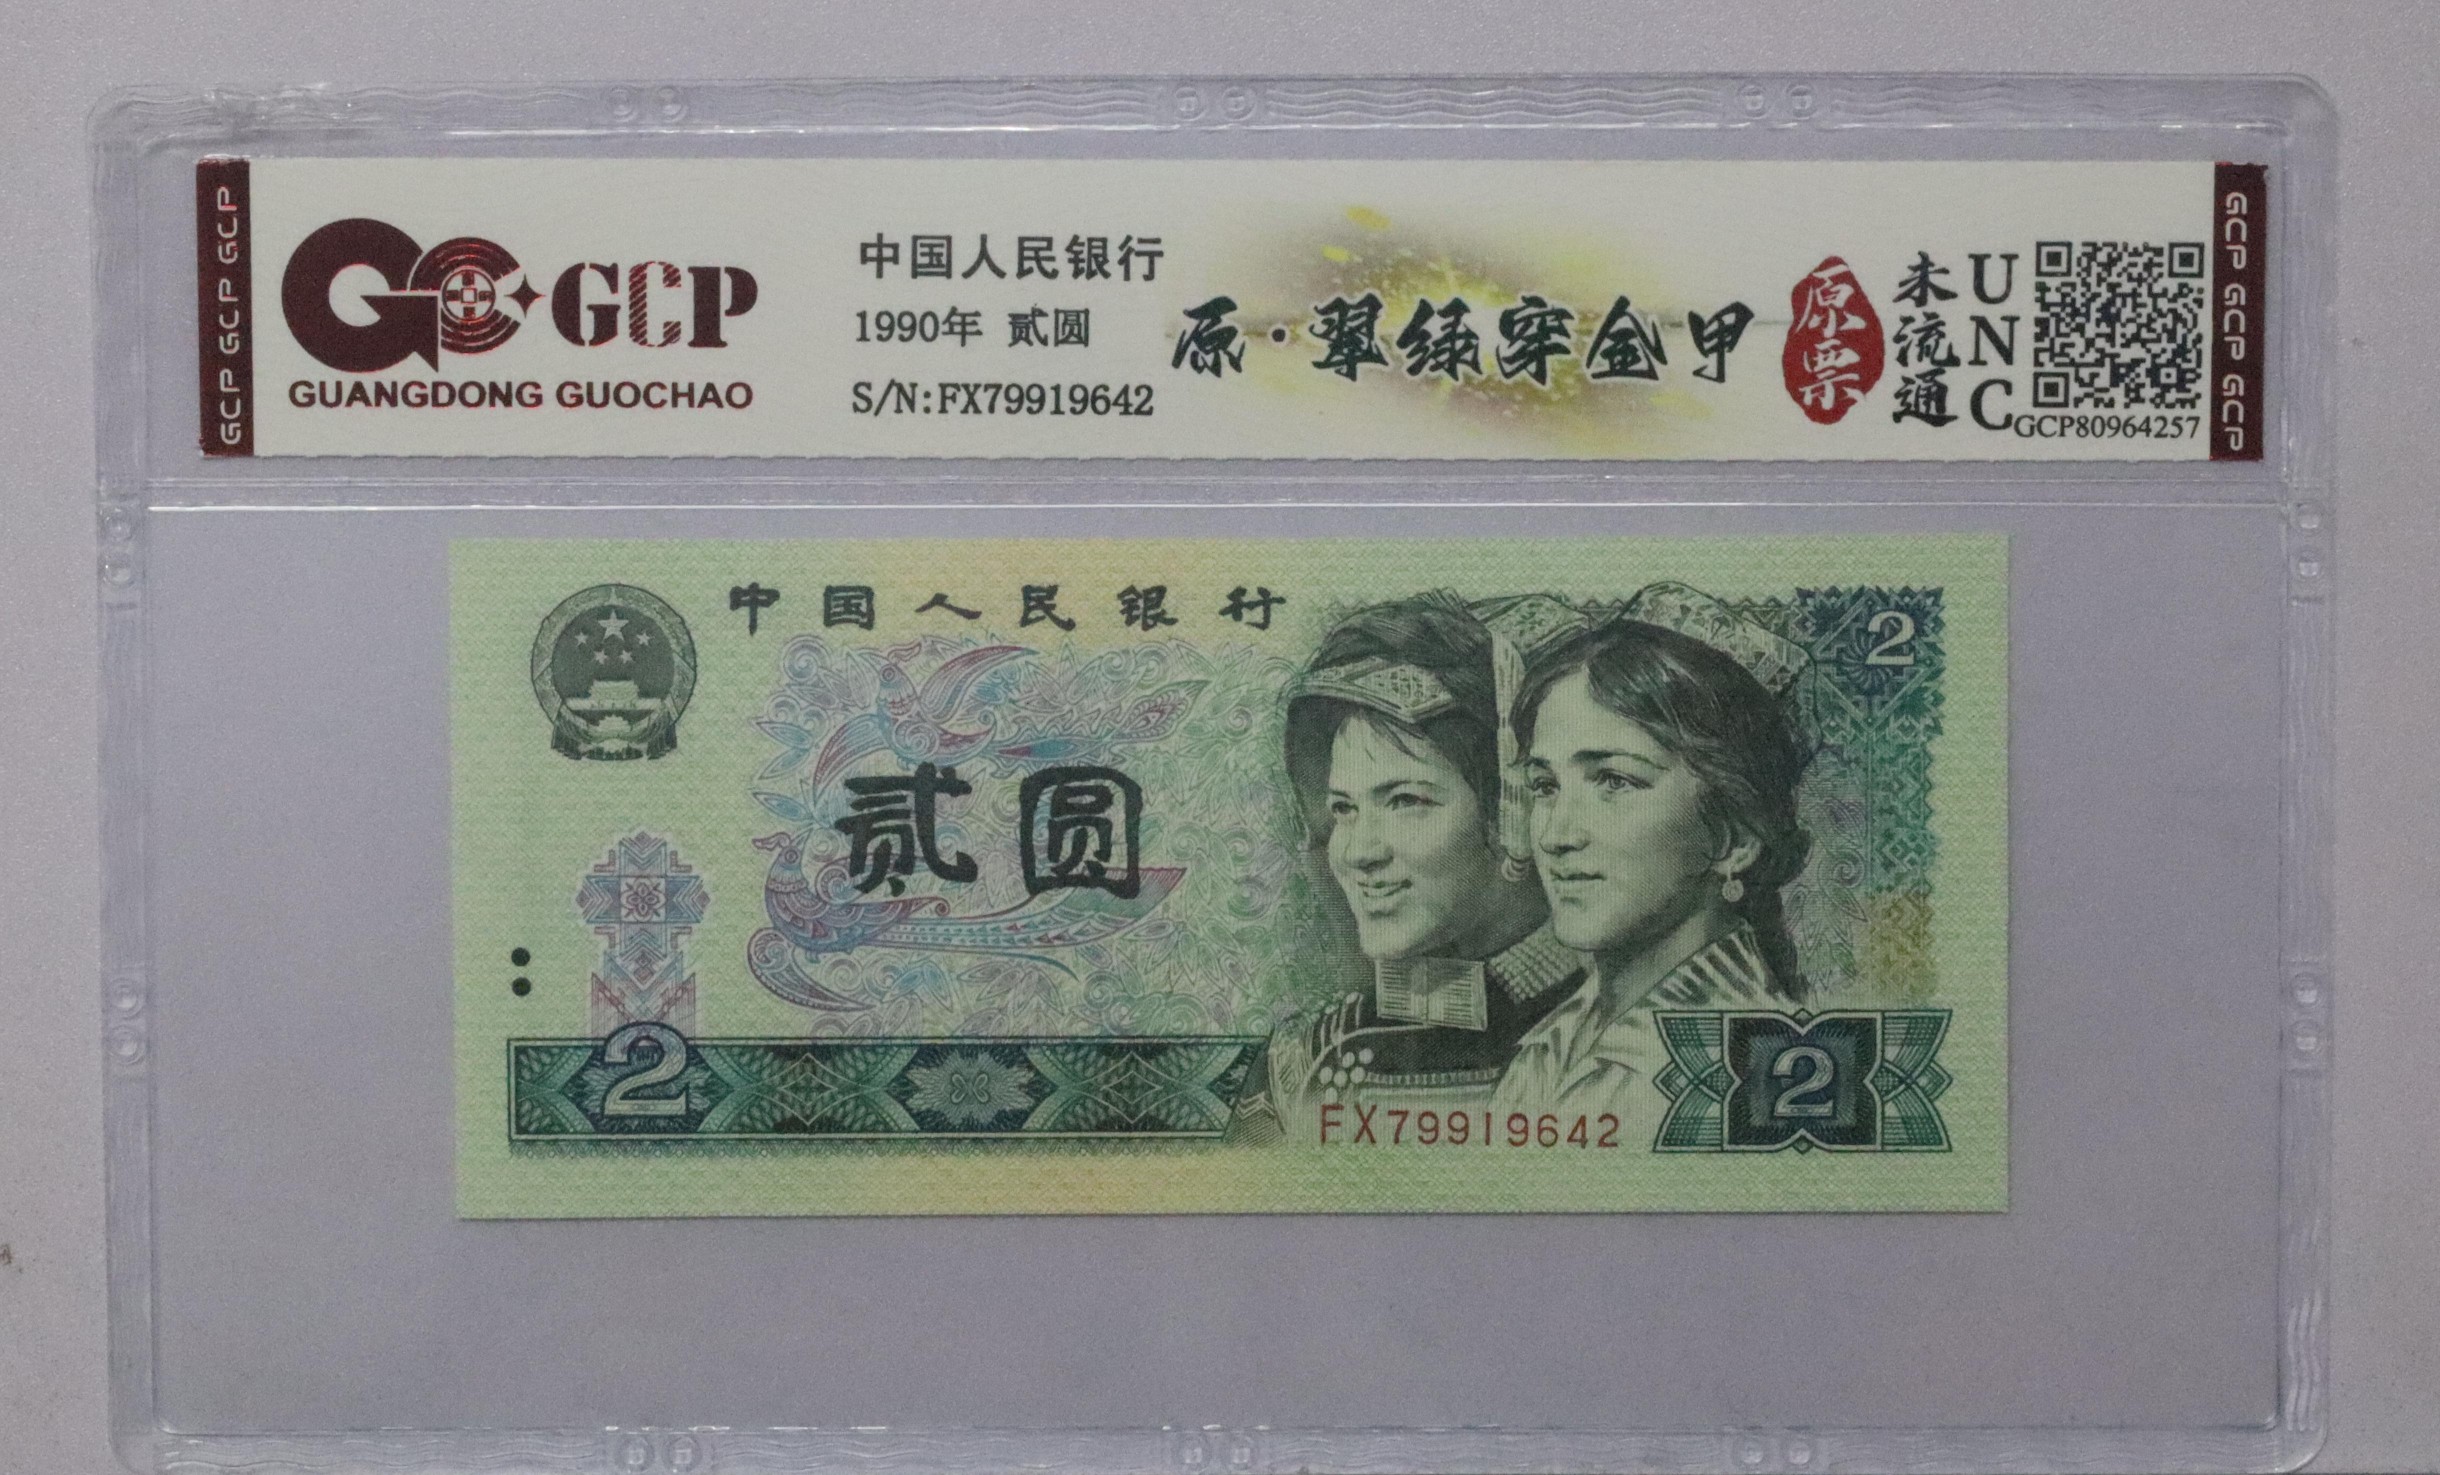 GCP GCP GCP GCP
GCP
GUANGDONG GUOCHAO
中国人民银行
1990年 贰圆
S/N:FX79919642
原·翠绿穿金甲
原票
未流通
UNC
GCP80964257
GCP GCP GCP GCP
中国人民银行
2
贰圆
2
FX79919642
2